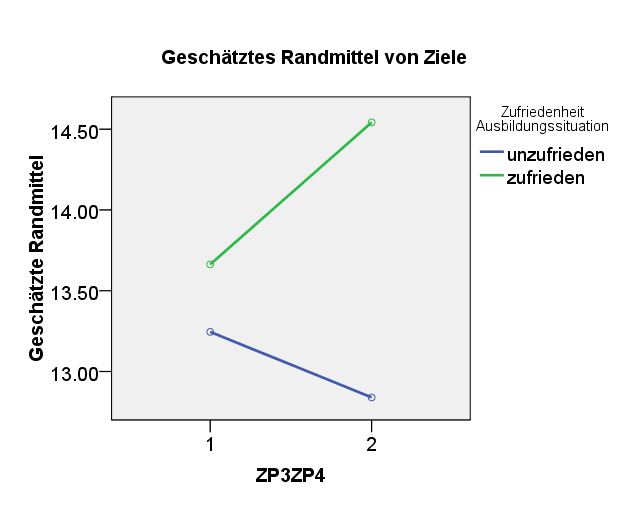 Geschätztes Randmittel von Ziele
Geschätzte Randmittel
14.50
14.00
13.50
13.00
1
2
ZP3ZP4
Zufriedenheit
Ausbildungssituation
unzufrieden
zufrieden